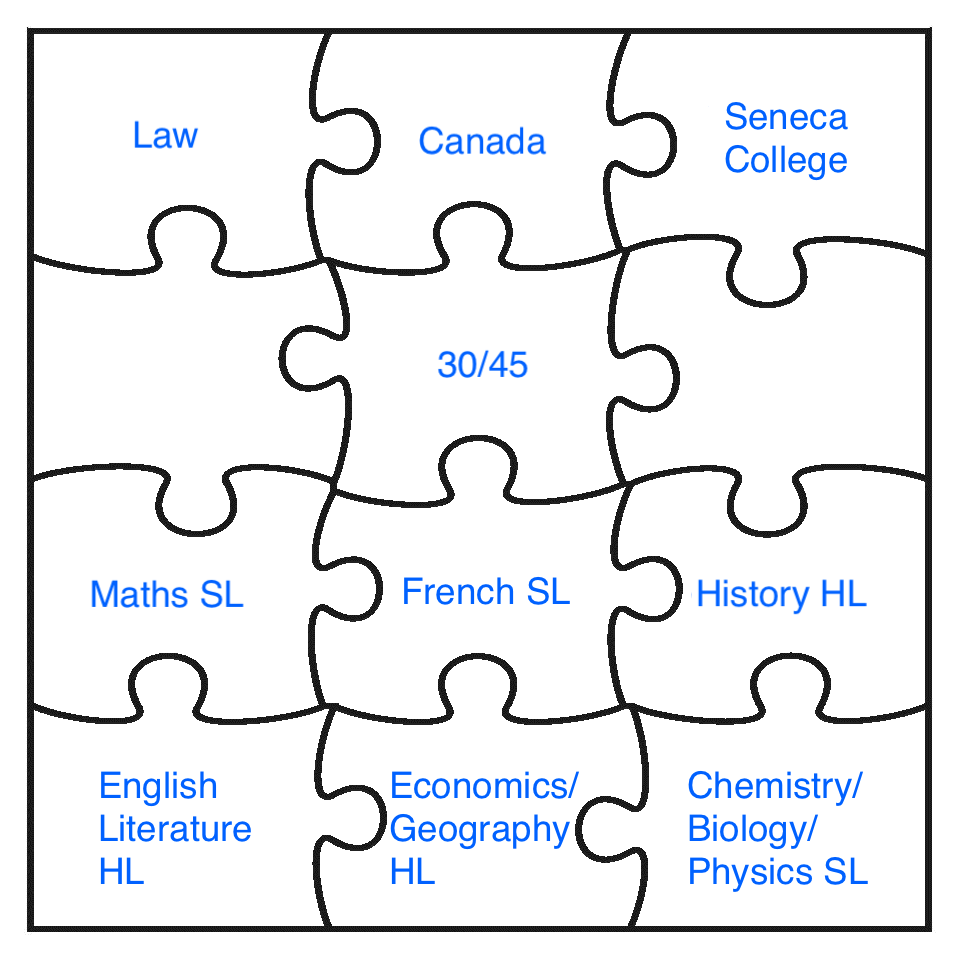 Law
Canada
Seneca
College
30/45
Maths SL
French SL
History HL
English
Literature
HL
Economics/
Geography
HL
Chemistry/
Biology/
Physics SL